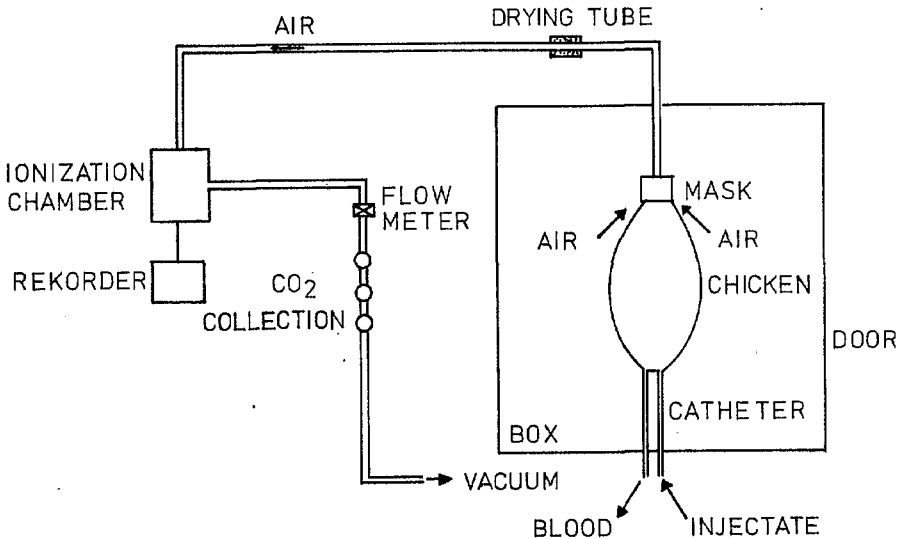 DRYING TUBE
AIR
IONIZATION
CHAMBER
FLOW
METER
MASK
AIR
AIR
REKORDER
CO2
COLLECTION
CHICKEN
DOOR
CATHETER
BOX
VACUUM
BLOOD
INJECTATE